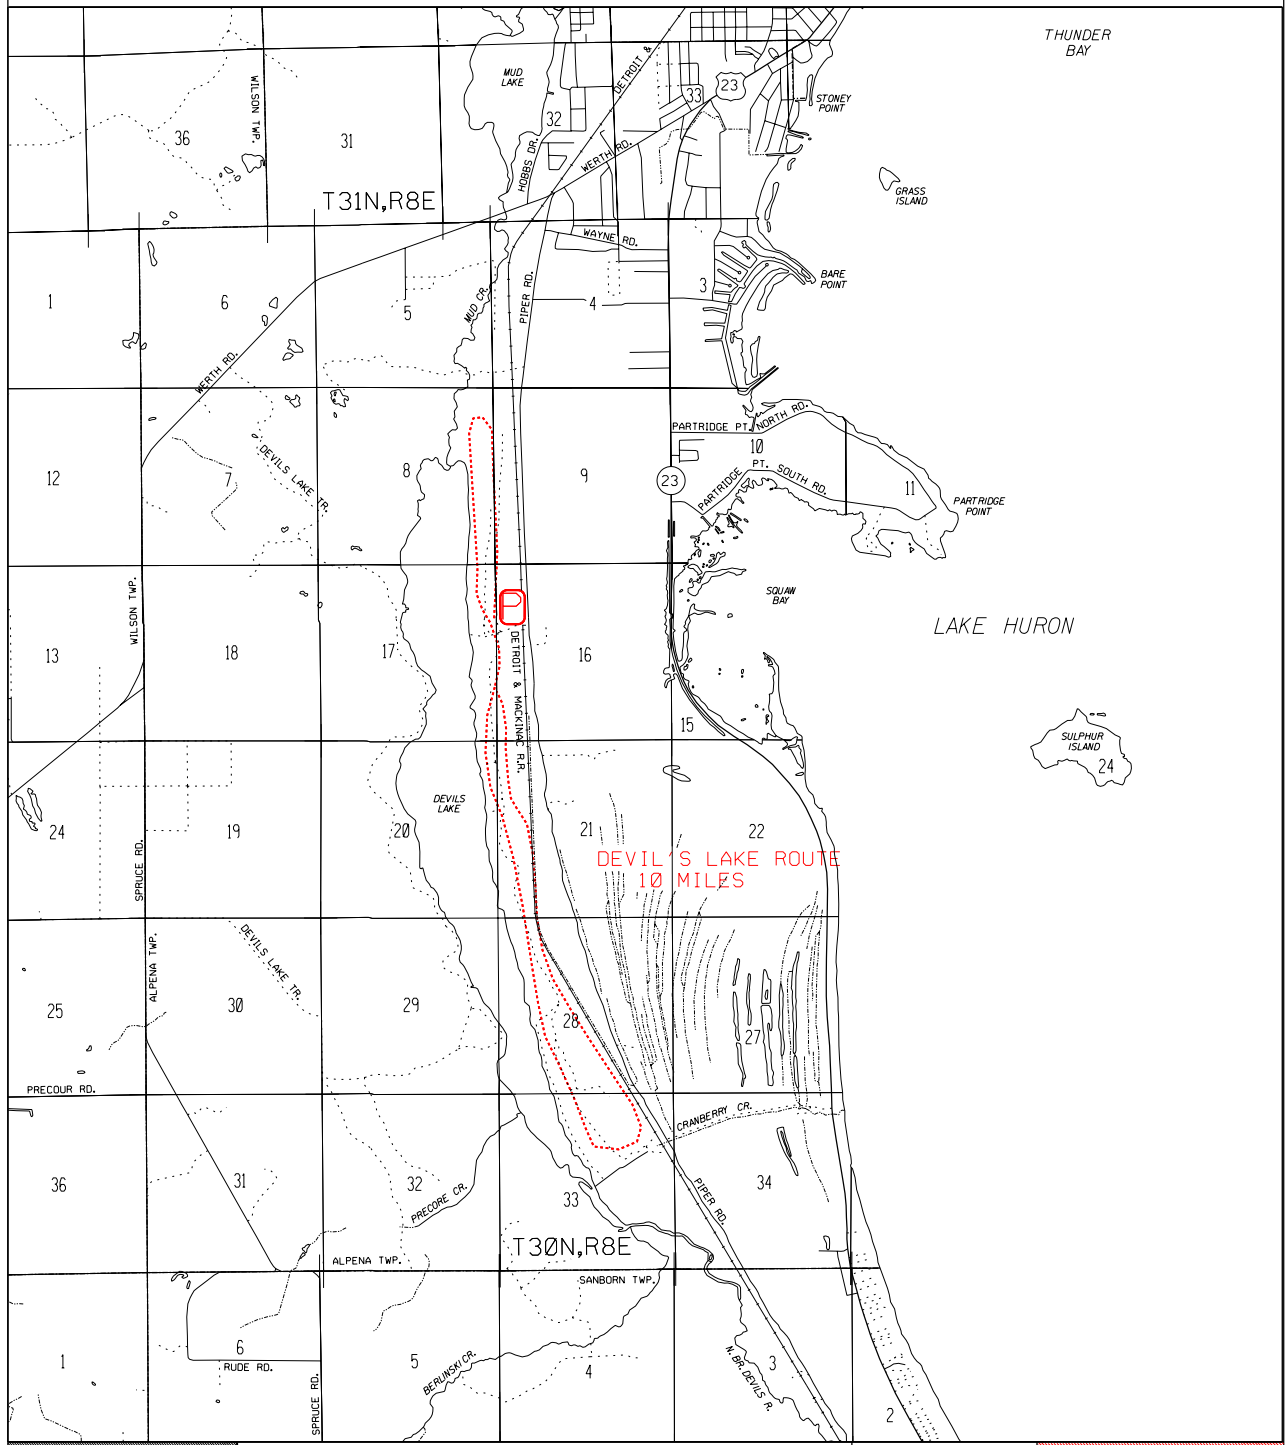 THUNDER
BAY
MUD
LAKE
DETROIT &
23
33
STONEY
POINT
WILSON TWP.
36
31
32
HOBBS DR.
WERTH RD.
GRASS
ISLAND
T31N,R8E
WAYNE RD.
BARE
POINT
1
6
5
MUD CR.
PIPER RD.
4
3
WERTH RD.
PARTRIDGE PT. NORTH RD.
10
12
7
DEVILS LAKE TR.
8
9
23
PARTRIDGE PT. SOUTH RD.
11
PARTRIDGE
POINT
WILSON TWP.
P
SQUAW
BAY
LAKE HURON
13
18
17
DETROIT & MACKINAC R.R.
16
15
SULPHUR
ISLAND
24
DEVILS
LAKE
24
19
20
21
22
SPRUCE RD.
DEVIL'S LAKE ROUTE
10 MILES
ALPENA TWP.
DEVILS LAKE TR.
25
30
29
28
27
PRECOUR RD.
CRANBERRY CR.
36
31
32
PRECORE CR.
33
PIPER RD.
34
T30N,R8E
ALPENA TWP.
SANBORN TWP.
1
6
RUDE RD.
SPRUCE RD.
5
BERLINSKI CR.
4
N. BR. DEVILS R.
3
2